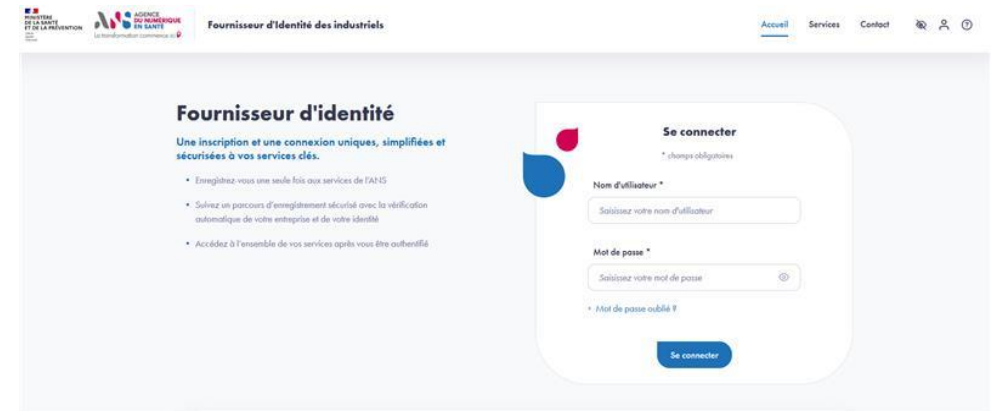 MINISTÈRE
DE LA SANTÉ
ET DE LA PRÉVENTION
AGENCE
DU NUMÉRIQUE
EN SANTÉ
La transformation commence ici
Fournisseur d'Identité des industriels
Accueil
Services
Contact
Fournisseur d'identité
Une inscription et une connexion uniques, simplifiées et
sécurisées à vos services clés.
• Enregistrez-vous une seule fois aux services de l'ANS
• Suivez un parcours d'enregistrement sécurisé avec la vérification
automatique de votre entreprise et de votre identité
• Accédez à l'ensemble de vos services après vous être authentifié
Se connecter
* champs obligatoires
Nom d'utilisateur *
Saisissez votre nom d'utilisateur
Mot de passe *
Saisissez votre mot de passe
Mot de passe oublié ?
Se connecter